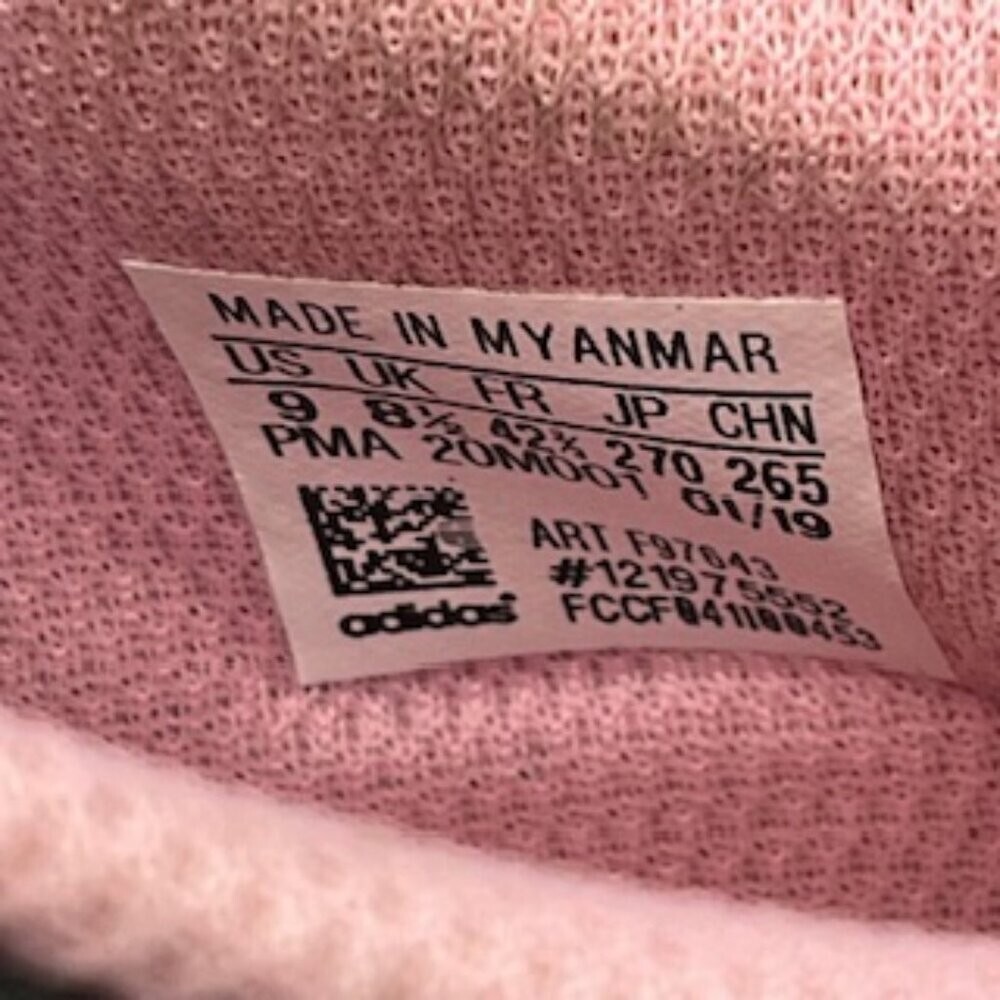 MADE IN MYANMAR
US UK FR JP CHN
9 8½ 42⅔ 270 265
PMA 20M001 01/19
ART F97643
#121975552
FCCF041100453
adidas